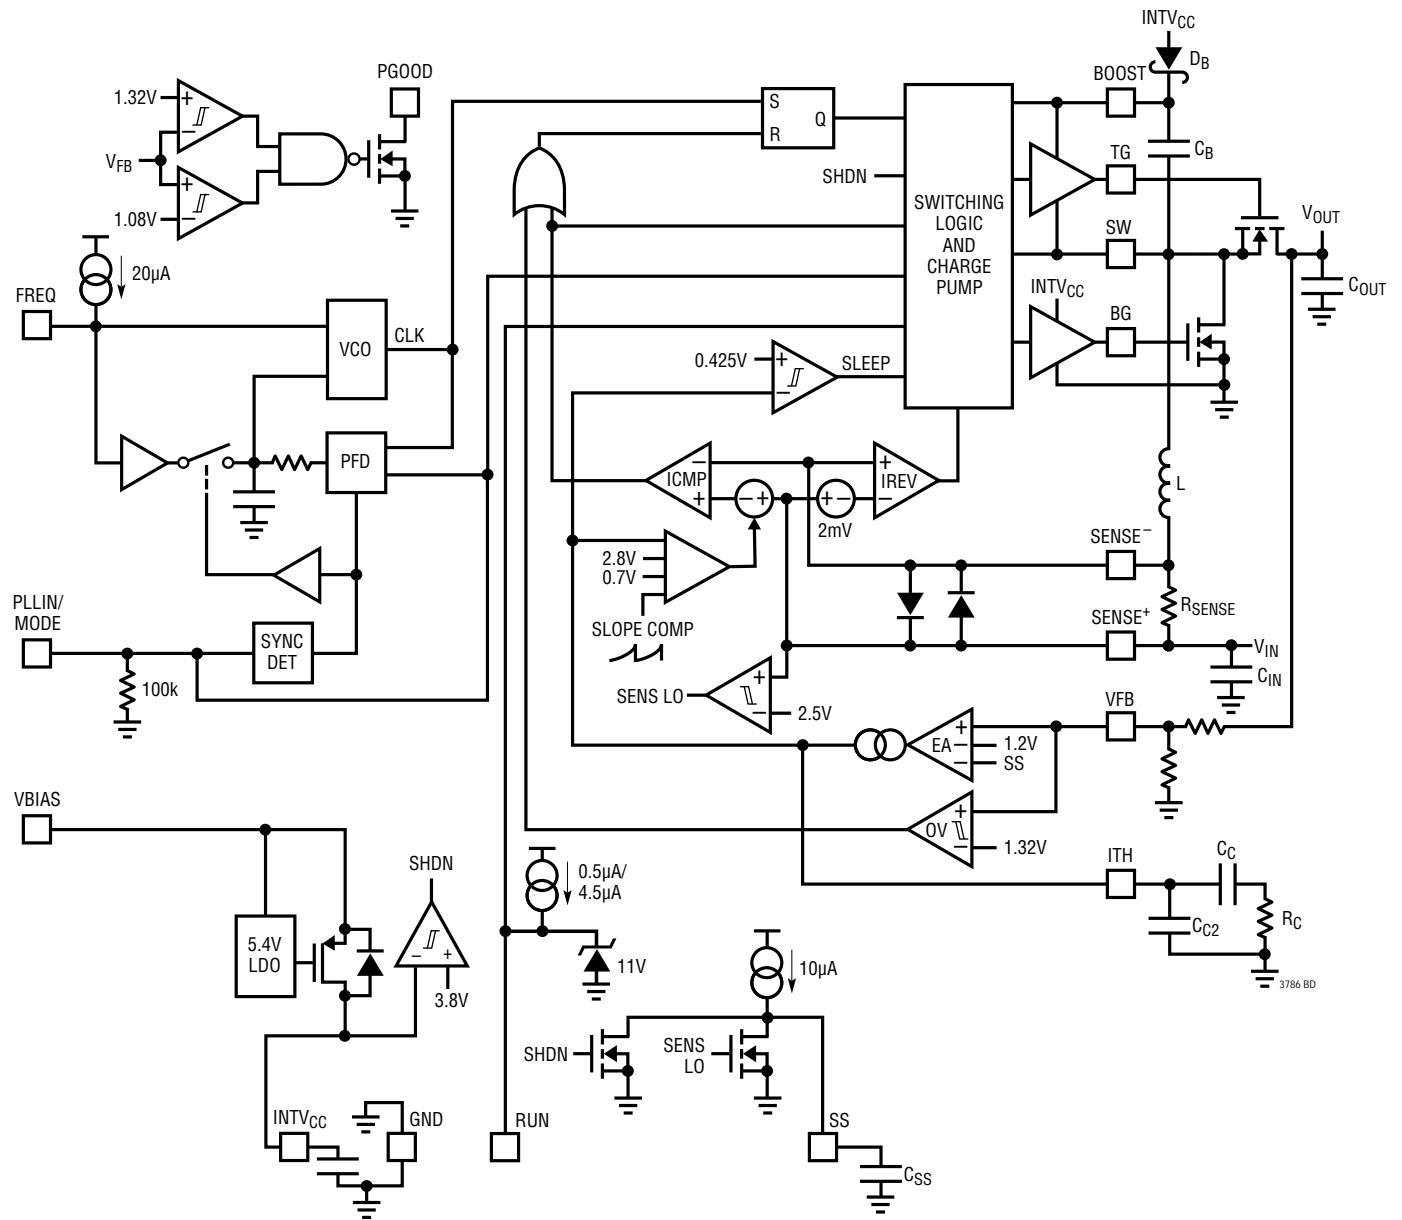 INTVCC
DB
BOOST
PGOOD
1.32V
+
−
VFB
+
−
1.08V
S
R
Q
CB
TG
SHDN
SWITCHING
LOGIC
AND
CHARGE
PUMP
VOUT
SW
COUT
20µA
FREQ
INTVCC
BG
VCO
CLK
0.425V
+
−
SLEEP
PFD
ICMP
−
+
− +
+ −
2mV
+
−
IREV
L
SENSE−
2.8V
0.7V
SLOPE COMP
RSENSE
SENSE+
VIN
CIN
PLLIN/
MODE
SYNC
DET
100k
SENS LO
+
−
2.5V
VFB
EA
+
−
−
1.2V
SS
VBIAS
OV
+
−
1.32V
SHDN
0.5µA/
4.5µA
ITH
CC
RC
CC2
5.4V
LDO
−
+
3.8V
11V
10µA
3786 BD
SHDN
SENS
LO
INTVCC
GND
RUN
SS
CSS